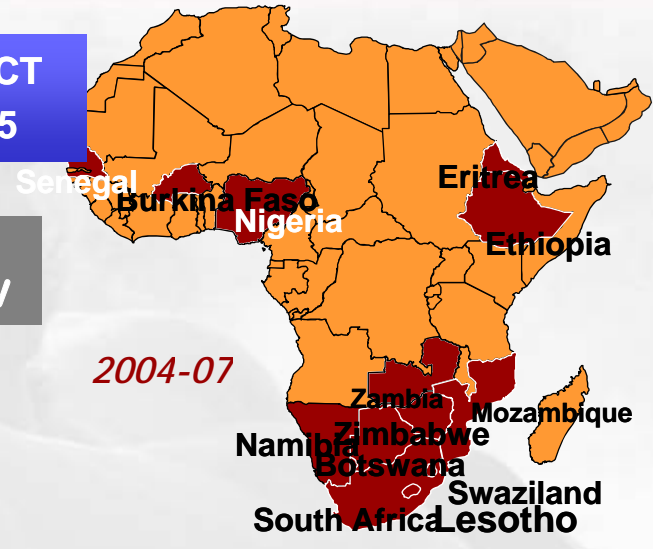 CT
5
Senegal
Burkina Faso
Nigeria
Eritrea
Ethiopia
2004-07
Zambia
Mozambique
Zimbabwe
Namibia
Botswana
Swaziland
South Africa
Lesotho